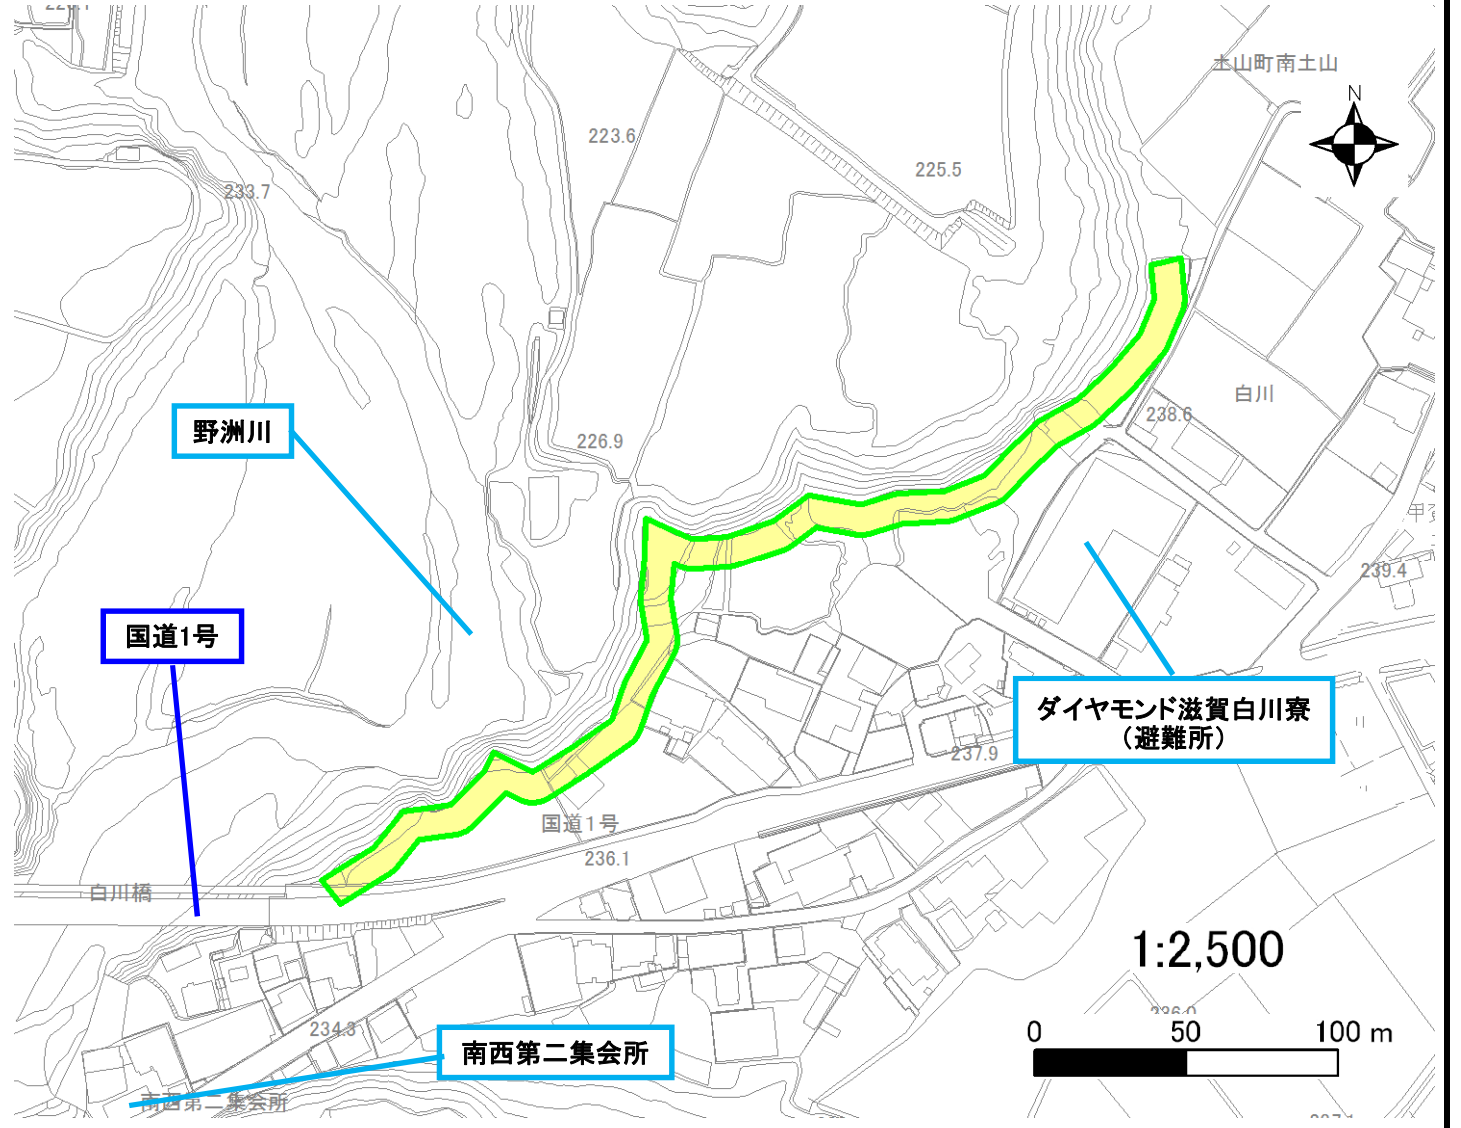 土山町南土山
N
223.6
225.5
233.7
白川
238.6
野洲川
226.9
239.4
国道1号
ダイヤモンド滋賀白川寮
（避難所）
237.9
国道1号
236.1
白川橋
1:2,500
234.3
236.0
0 50 100 m
南西第二集会所
南西第二集会所